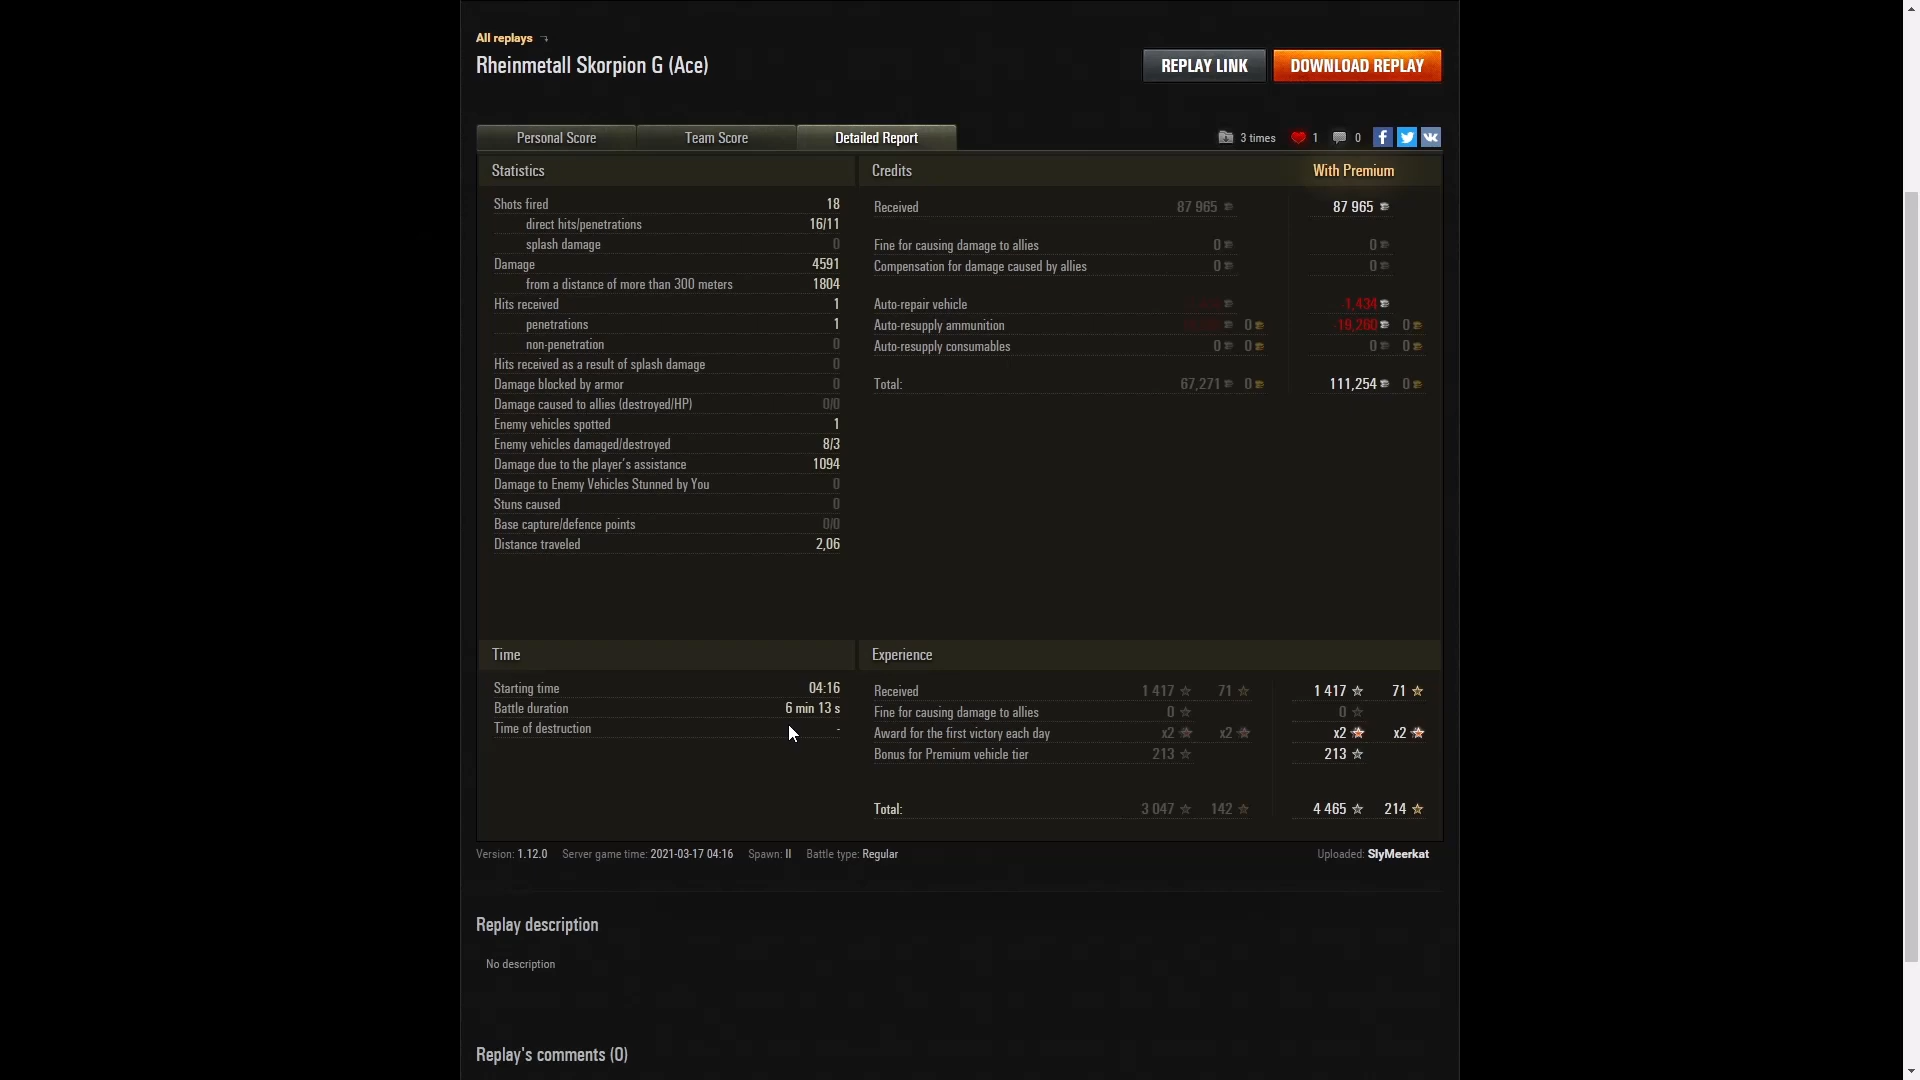 All replays
Rheinmetall Skorpion G (Ace)
REPLAY LINK
DOWNLOAD REPLAY
Personal Score
Team Score
Detailed Report
3 times
1
0
Statistics
Shots fired 18
direct hits/penetrations 16/11
splash damage 0
Damage 4591
from a distance of more than 300 meters 1804
Hits received 1
penetrations 1
non-penetration 0
Hits received as a result of splash damage 0
Damage blocked by armor 0
Damage caused to allies (destroyed/HP) 0/0
Enemy vehicles spotted 1
Enemy vehicles damaged/destroyed 8/3
Damage due to the player's assistance 1094
Damage to Enemy Vehicles Stunned by You 0
Stuns caused 0
Base capture/defence points 0/0
Distance traveled 2,06
Credits With Premium
Received 87 965 87 965
Fine for causing damage to allies 0 0
Compensation for damage caused by allies 0 0
Auto-repair vehicle -1,434
Auto-resupply ammunition 0 -19,260 0
Auto-resupply consumables 0 0 0 0
Total: 67,271 0 111,254 0
Time
Starting time 04:16
Battle duration 6 min 13 s
Time of destruction -
Experience
Received 1 417 71 1 417 71
Fine for causing damage to allies 0 0
Award for the first victory each day x2 x2 x2 x2
Bonus for Premium vehicle tier 213 213
Total: 3 047 142 4 465 214
Version: 1.12.0 Server game time: 2021-03-17 04:16 Spawn: II Battle type: Regular Uploaded: SlyMeerkat
Replay description
No description
Replay's comments (0)